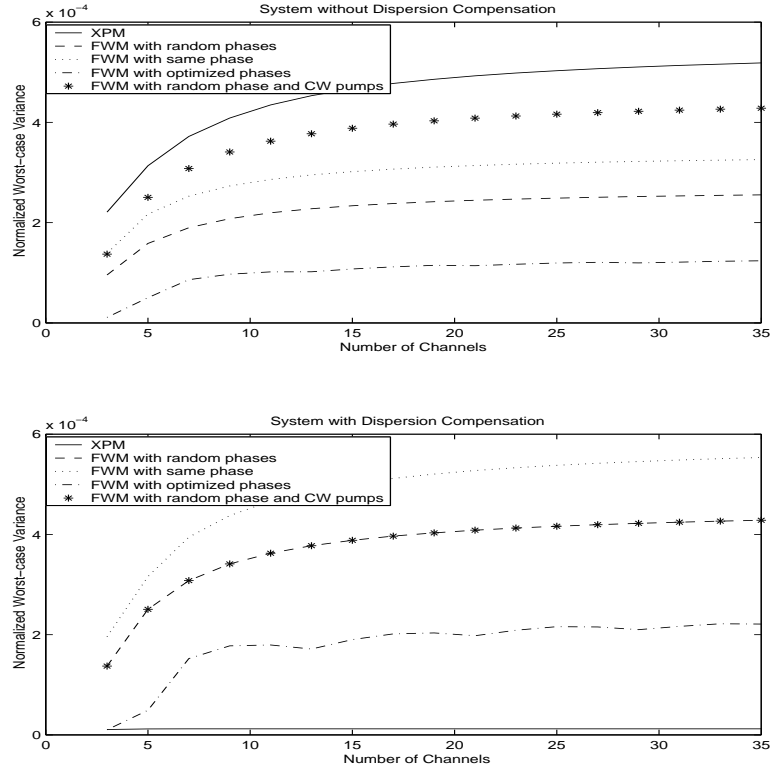 System without Dispersion Compensation
6 x 10−4
XPM
FWM with random phases
FWM with same phase
FWM with optimized phases
FWM with random phase and CW pumps
Normalized Worst−case Variance
4
2
0
0 5 10 15 20 25 30 35
Number of Channels
System with Dispersion Compensation
6 x 10−4
XPM
FWM with random phases
FWM with same phase
FWM with optimized phases
FWM with random phase and CW pumps
Normalized Worst−case Variance
4
2
0
0 5 10 15 20 25 30 35
Number of Channels